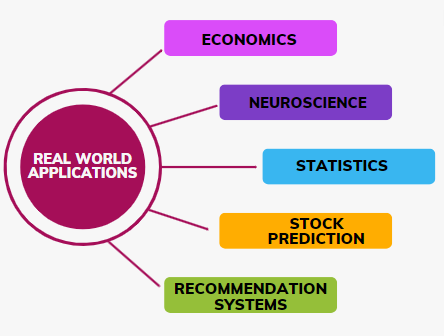 REAL WORLD
APPLICATIONS
ECONOMICS
NEUROSCIENCE
STATISTICS
STOCK
PREDICTION
RECOMMENDATION
SYSTEMS